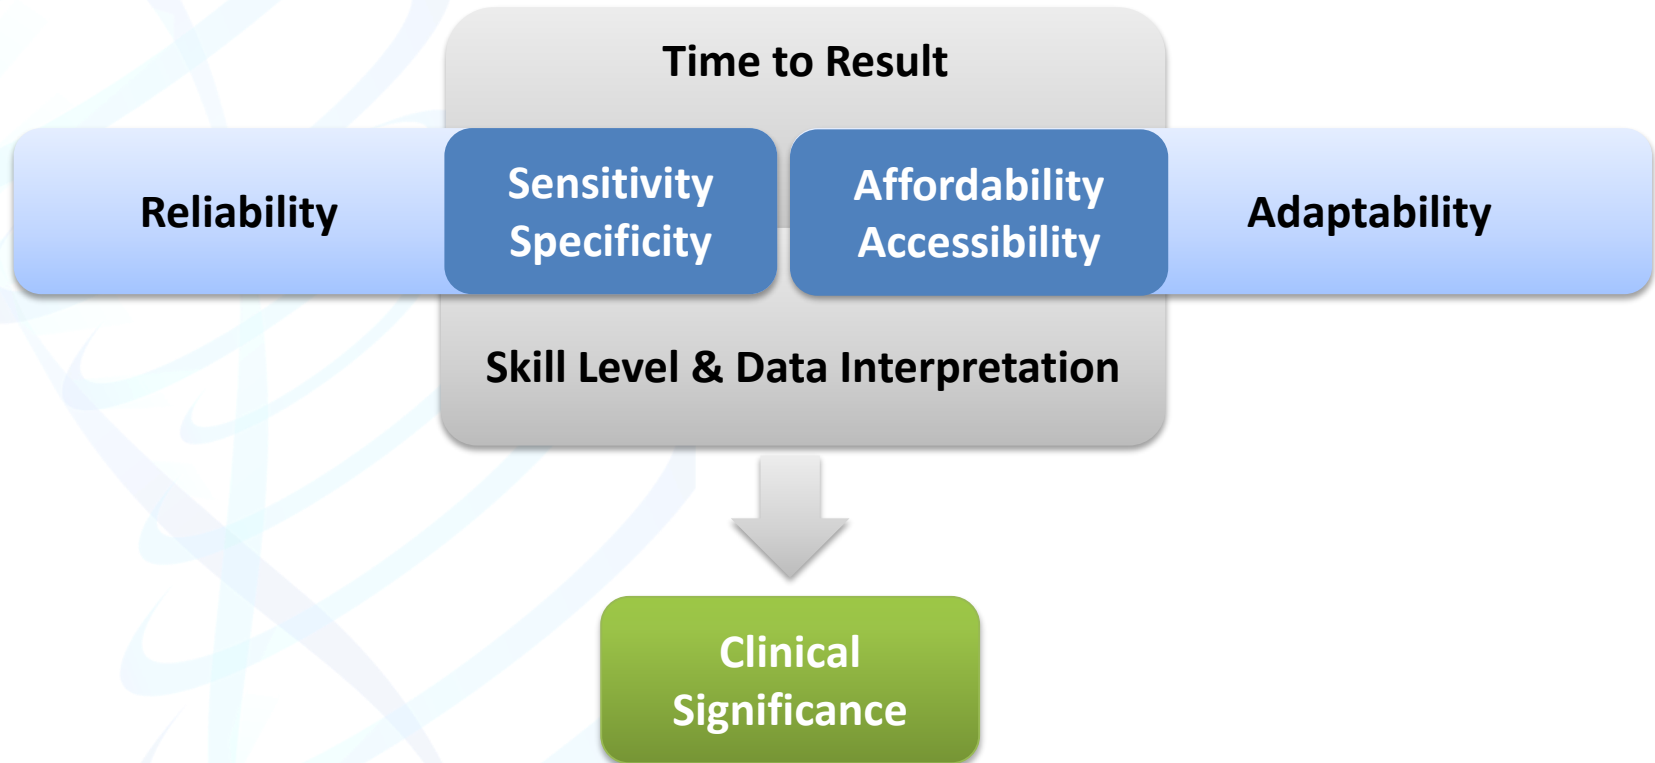 Time to Result
Reliability
Sensitivity
Specificity
Affordability
Accessibility
Adaptability
Skill Level & Data Interpretation
Clinical
Significance